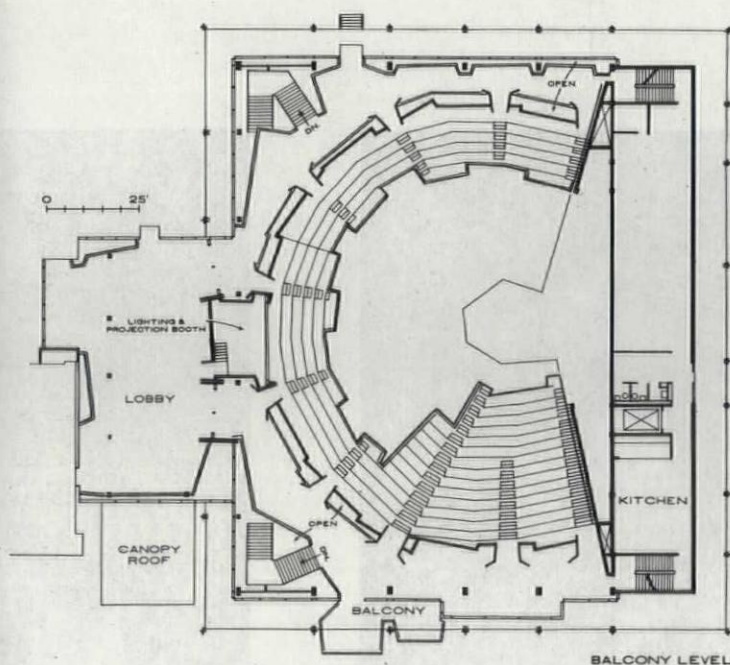 OPEN
DN.
0 25'
LIGHTING &
PROJECTION BOOTH
LOBBY
KITCHEN
OPEN
CANOPY
ROOF
DN.
BALCONY
BALCONY LEVEL